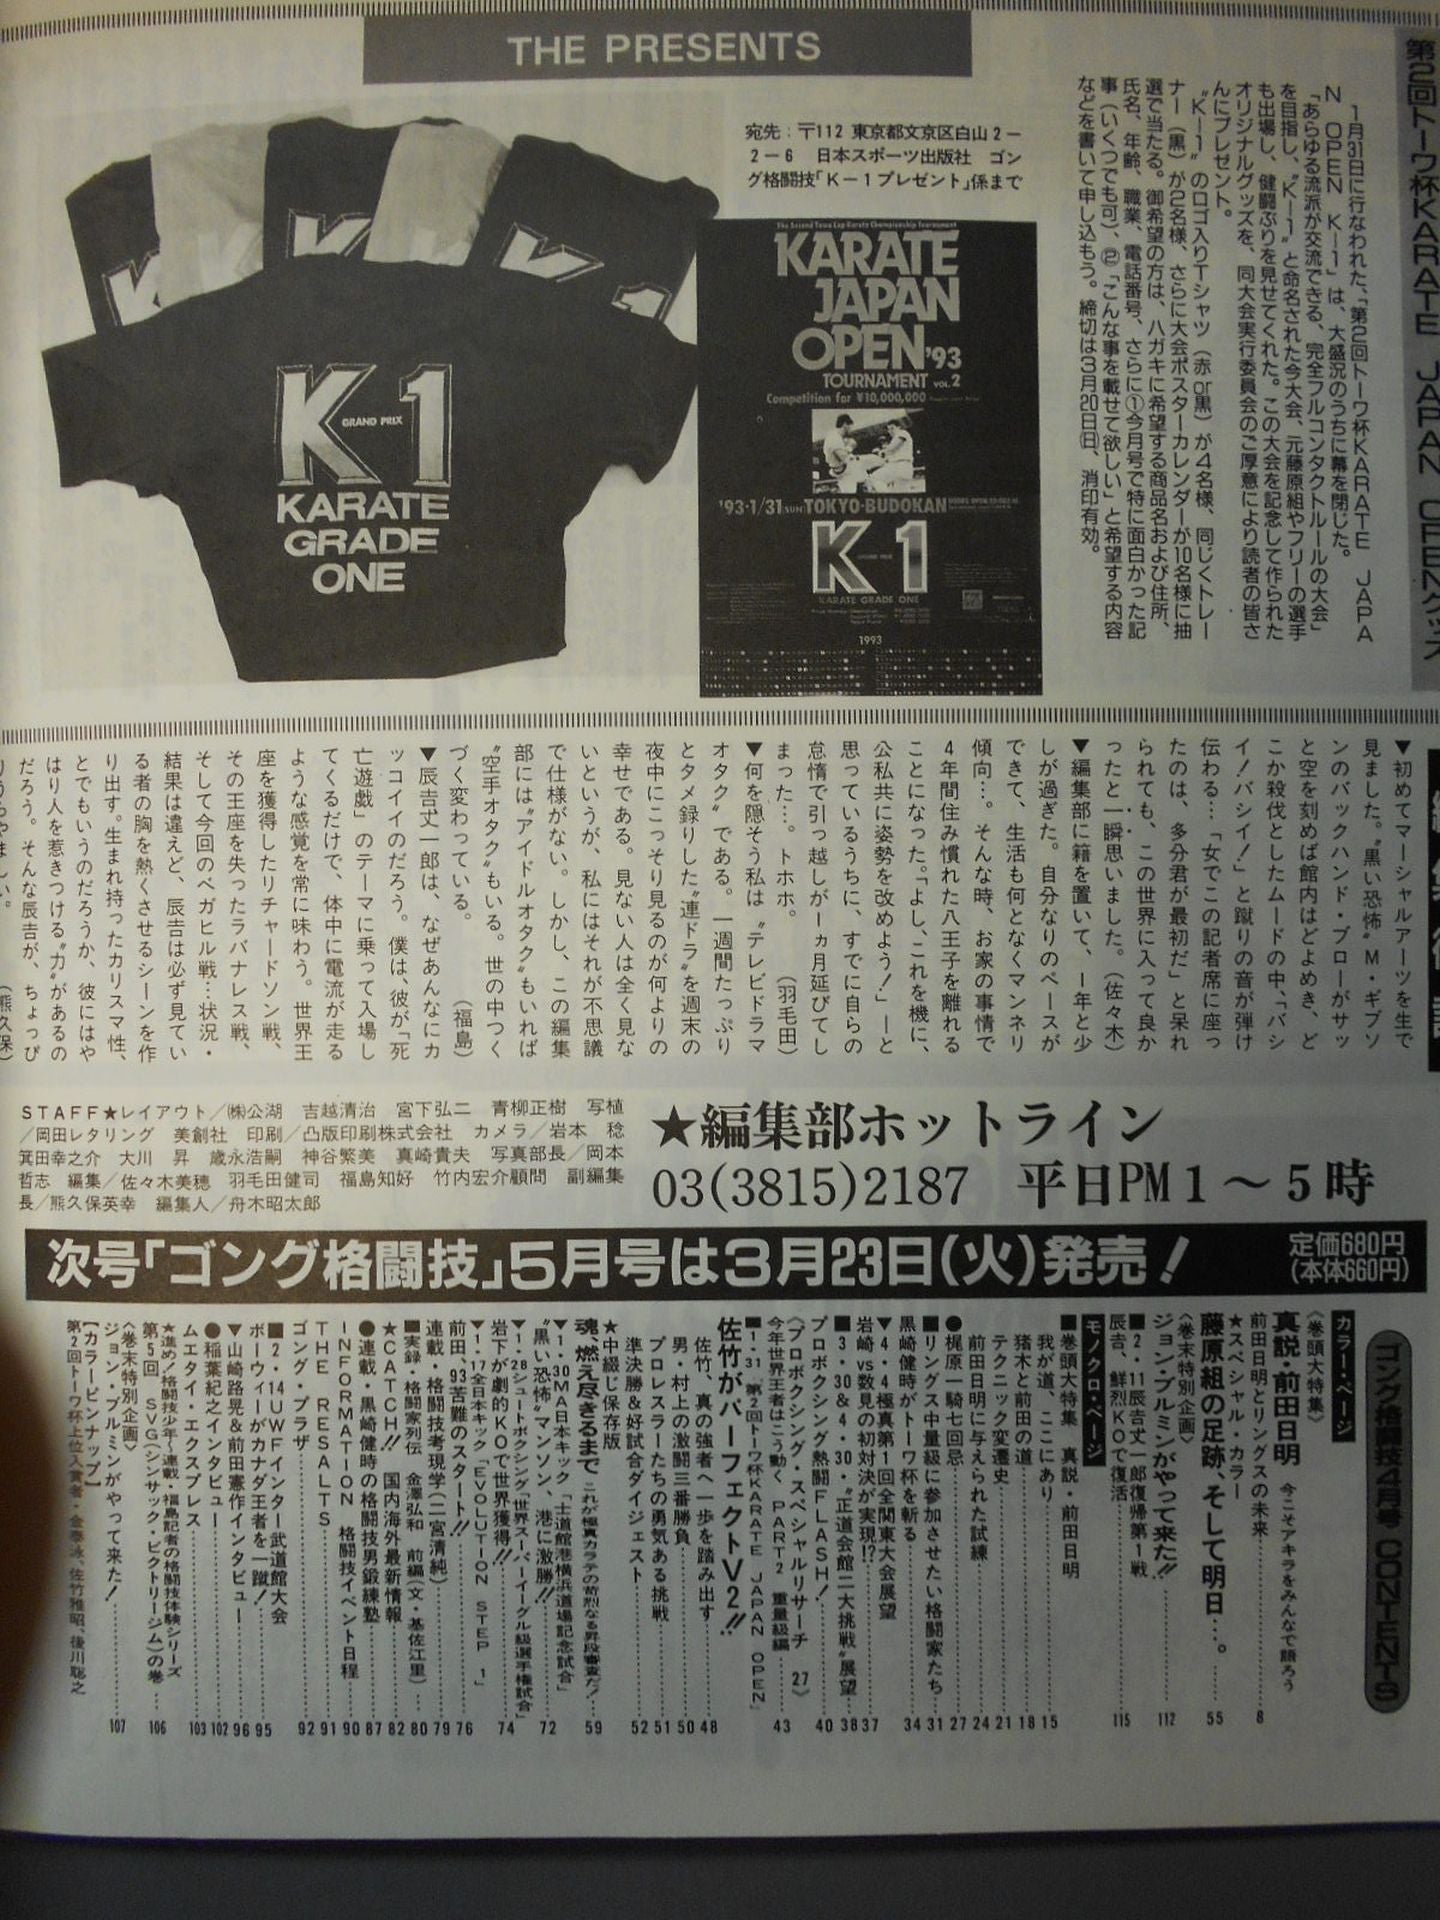 THE PRESENTS
第2回トーワ杯KARATE JAPAN OPENグッズ
1月31日に行なわれた、「第2回トーワ杯KARATE JAPA
N OPEN K-1」は、大盛況のうちに幕を閉じた。
「あらゆる流派が交流できる、完全フルコンタクトルールの大会」
を目指し、〝K-1〟と命名された今大会、元藤原組やフリーの選手
も出場し、健闘ぶりを見せてくれた。この大会を記念して作られた
オリジナルグッズを、同大会実行委員会のご厚意により読者の皆さ
んにプレゼント。
〝K-1〟のロゴ入りTシャツ(赤or黒)が4名様、同じくトレー
ナー(黒)が2名様、さらに大会ポスターカレンダーが10名様に抽
選で当たる。御希望の方は、ハガキに希望する商品名および住所、
氏名、年齢、職業、電話番号、さらに①今月号で特に面白かった記
事(いくつでも可)、②「こんな事を載せて欲しい」と希望する内容
などを書いて申し込もう。締切は3月20日(日)、消印有効。
宛先:〒112 東京都文京区白山2-
2-6 日本スポーツ出版社 ゴン
グ格闘技「K-1プレゼント」係まで
K-1
GRAND PRIX
KARATE
GRADE
ONE
The Second Towa Cup Karate Championship Tournament
KARATE
JAPAN
OPEN '93
TOURNAMENT VOL.2
Competition for ¥10,000,000
'93・1/31 SUN TOKYO・BUDOKAN
K 1
KARATE GRADE ONE
1993
▼初めてマーシャルアーツを生で
見ました。〝黒い恐怖〟M・ギブソ
ンのバックハンド・ブローがサッ
と空を刻めば館内はどよめき、ど
こか殺伐としたムードの中、「バシ
イ!バシイ!」と蹴りの音が弾け
伝わる…「女でこの記者席に座っ
たのは、多分君が最初だ」と呆れ
られても、この世界に入って良か
ったと一瞬思いました。(佐々木)
▼編集部に籍を置いて、1年と少
しが過ぎた。自分なりのペースが
できて、生活も何となくマンネリ
傾向…。そんな時、お家の事情で
4年間住み慣れた八王子を離れる
ことになった。「よし、これを機に、
公私共に姿勢を改めよう!」―と
思っているうちに、すでに自らの
怠惰で引っ越しが1ヵ月延びてし
まった…。トホホ。(羽毛田)
▼何を隠そう私は〝テレビドラマ
オタク〟である。一週間たっぷり
とタメ録りした〝連ドラ〟を週末の
夜中にこっそり見るのが何よりの
幸せである。見ない人は全く見な
いというが、私にはそれが不思議
で仕様がない。しかし、この編集
部には〝アイドルオタク〟もいれば
〝空手オタク〟もいる。世の中つく
づく変わっている。(福島)
▼辰吉丈一郎は、なぜあんなにカ
ッコイイのだろう。僕は、彼が「死
亡遊戯」のテーマに乗って入場し
てくるだけで、体中に電流が走る
ような感覚を常に味わう。世界王
座を獲得したリチャードソン戦、
その王座を失ったラバナレス戦、
そして今回のベガヒル戦…状況・
結果は違えど、辰吉は必ず見てい
る者の胸を熱くさせるシーンを作
り出す。生まれ持ったカリスマ性、
とでもいうのだろうか、彼にはや
はり人を惹きつける〝力〟があるの
だろう。そんな辰吉が、ちょっぴ
りうらやましい。(熊久保)
STAFF★レイアウト/㈱公湖 吉越清治 宮下弘二 青柳正樹 写植
/岡田レタリング 美創社 印刷/凸版印刷株式会社 カメラ/岩本 稔
箕田幸之介 大川 昇 歳永浩嗣 神谷繁美 真崎貴夫 写真部長/岡本
哲志 編集/佐々木美穂 羽毛田健司 福島知好 竹内宏介顧問 副編集
長/熊久保英幸 編集人/舟木昭太郎
★編集部ホットライン
03(3815)2187 平日PM1～5時
次号「ゴング格闘技」5月号は3月23日(火)発売!
定価680円
(本体660円)
ゴング格闘技4月号 CONTENTS
カラー・ページ
〈巻頭大特集〉
真説・前田日明 今こそアキラをみんなで語ろう
前田日明とリングスの未来……8
★スペシャル・カラー
藤原組の足跡、そして明日…。……55
〈巻末特別企画〉
ジョン・ブルミンがやって来た!!……112
■2・11辰吉丈一郎復帰第1戦
辰吉、鮮烈KOで復活……115
モノクロ・ページ
■巻頭大特集 真説・前田日明
我が道、ここにあり……15
猪木と前田の道……18
テクニック変遷史……21
前田日明に与えられた試練……24
●梶原一騎七回忌……27
■リングス中量級に参加させたい格闘家たち……31
黒崎健時がトーワ杯を斬る……34
▼4・4極真第1回全関東大会展望
岩崎vs数見の初対決が実現!?……37
■3・30&4・30〝正道会館二大挑戦〟展望……38
プロボクシング熱闘FLASH!……40
〈プロボクシング・スペシャルリサーチ 27〉
今年世界王者はこう動く PART2 重量級編……43
■1・31「第2回トーワ杯KARATE JAPAN OPEN」
佐竹がパーフェクトV2!!
佐竹、真の強者へ一歩を踏み出す……48
男・村上の激闘三番勝負……50
プロレスラーたちの勇気ある挑戦……51
準決勝&好試合ダイジェスト……52
★中綴じ保存版
魂、燃え尽きるまで これが極真カラテの苛烈なる昇段審査だ!……59
▼1・30MA日本キック「士道館港横浜道場記念試合」
〝黒い恐怖〟マンソン、港に激勝!!……72
▼1・28シュートボクシング「世界スーパーイーグル級選手権試合」
岩下が劇的KOで世界獲得!!……74
▼1・17全日本キック「EVOLUTION STEP 1」
前田、'93苦難のスタート!!……76
連載・格闘技考現学(二宮清純)……79
■実録・格闘家列伝 金澤弘和 前編(文・基佐江里)……80
★CATCH!! 国内海外最新情報……82
●連載・黒崎健時の格闘技男鍛練塾……87
INFORMATION 格闘技イベント日程……90
THE RESALTS……91
ゴング・プラザ……92
■2・14UWFインター武道館大会
ボーウィーがカナダ王者を一蹴!……95
▼山崎路晃&前田憲作インタビュー……96
●稲葉紀之インタビュー……102
ムエタイ・エクスプレス……103
★進め!格闘技少年～連載・福島記者の格闘技体験シリーズ
第5回 SVG(シンサック・ビクトリージム)の巻……106
〈巻末特別企画〉
ジョン・ブルミンがやって来た!……107
【カラーピンナップ】
第2回トーワ杯上位入賞者・金泰泳、佐竹雅昭、後川聡之